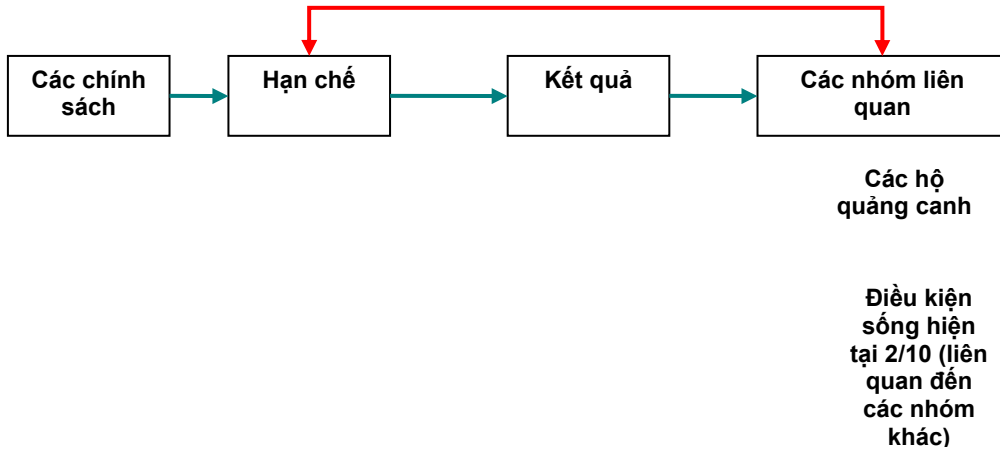 Các chính
sách
Hạn chế
Kết quả
Các nhóm liên
quan
Các hộ
quảng canh
Điều kiện
sống hiện
tại 2/10 (liên
quan đến
các nhóm
khác)